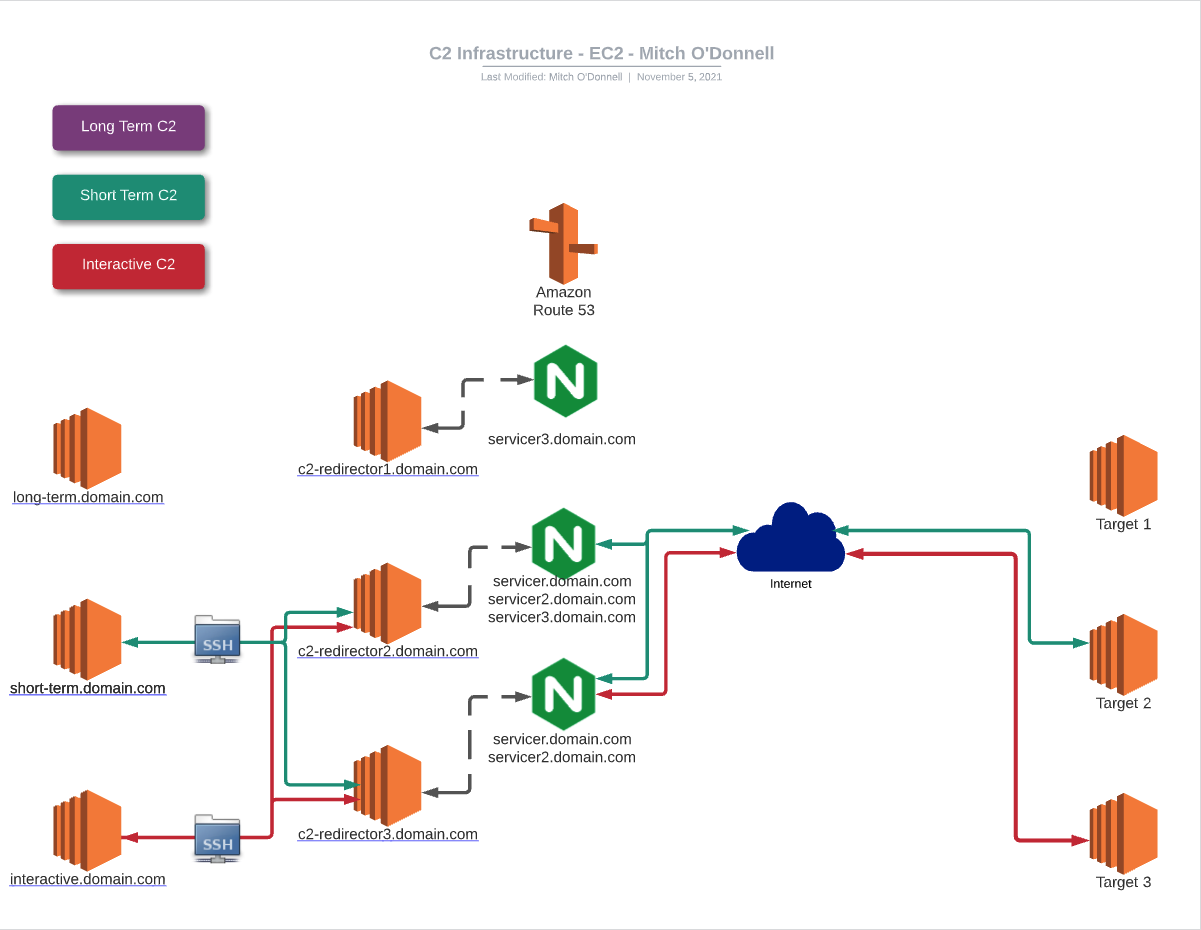 C2 Infrastructure - EC2 - Mitch O'Donnell
Last Modified: Mitch O'Donnell | November 5, 2021
Long Term C2
Short Term C2
Interactive C2
Amazon
Route 53
servicer3.domain.com
c2-redirector1.domain.com
long-term.domain.com
Target 1
servicer.domain.com
servicer2.domain.com
servicer3.domain.com
Internet
SSH
c2-redirector2.domain.com
short-term.domain.com
Target 2
servicer.domain.com
servicer2.domain.com
SSH
c2-redirector3.domain.com
interactive.domain.com
Target 3